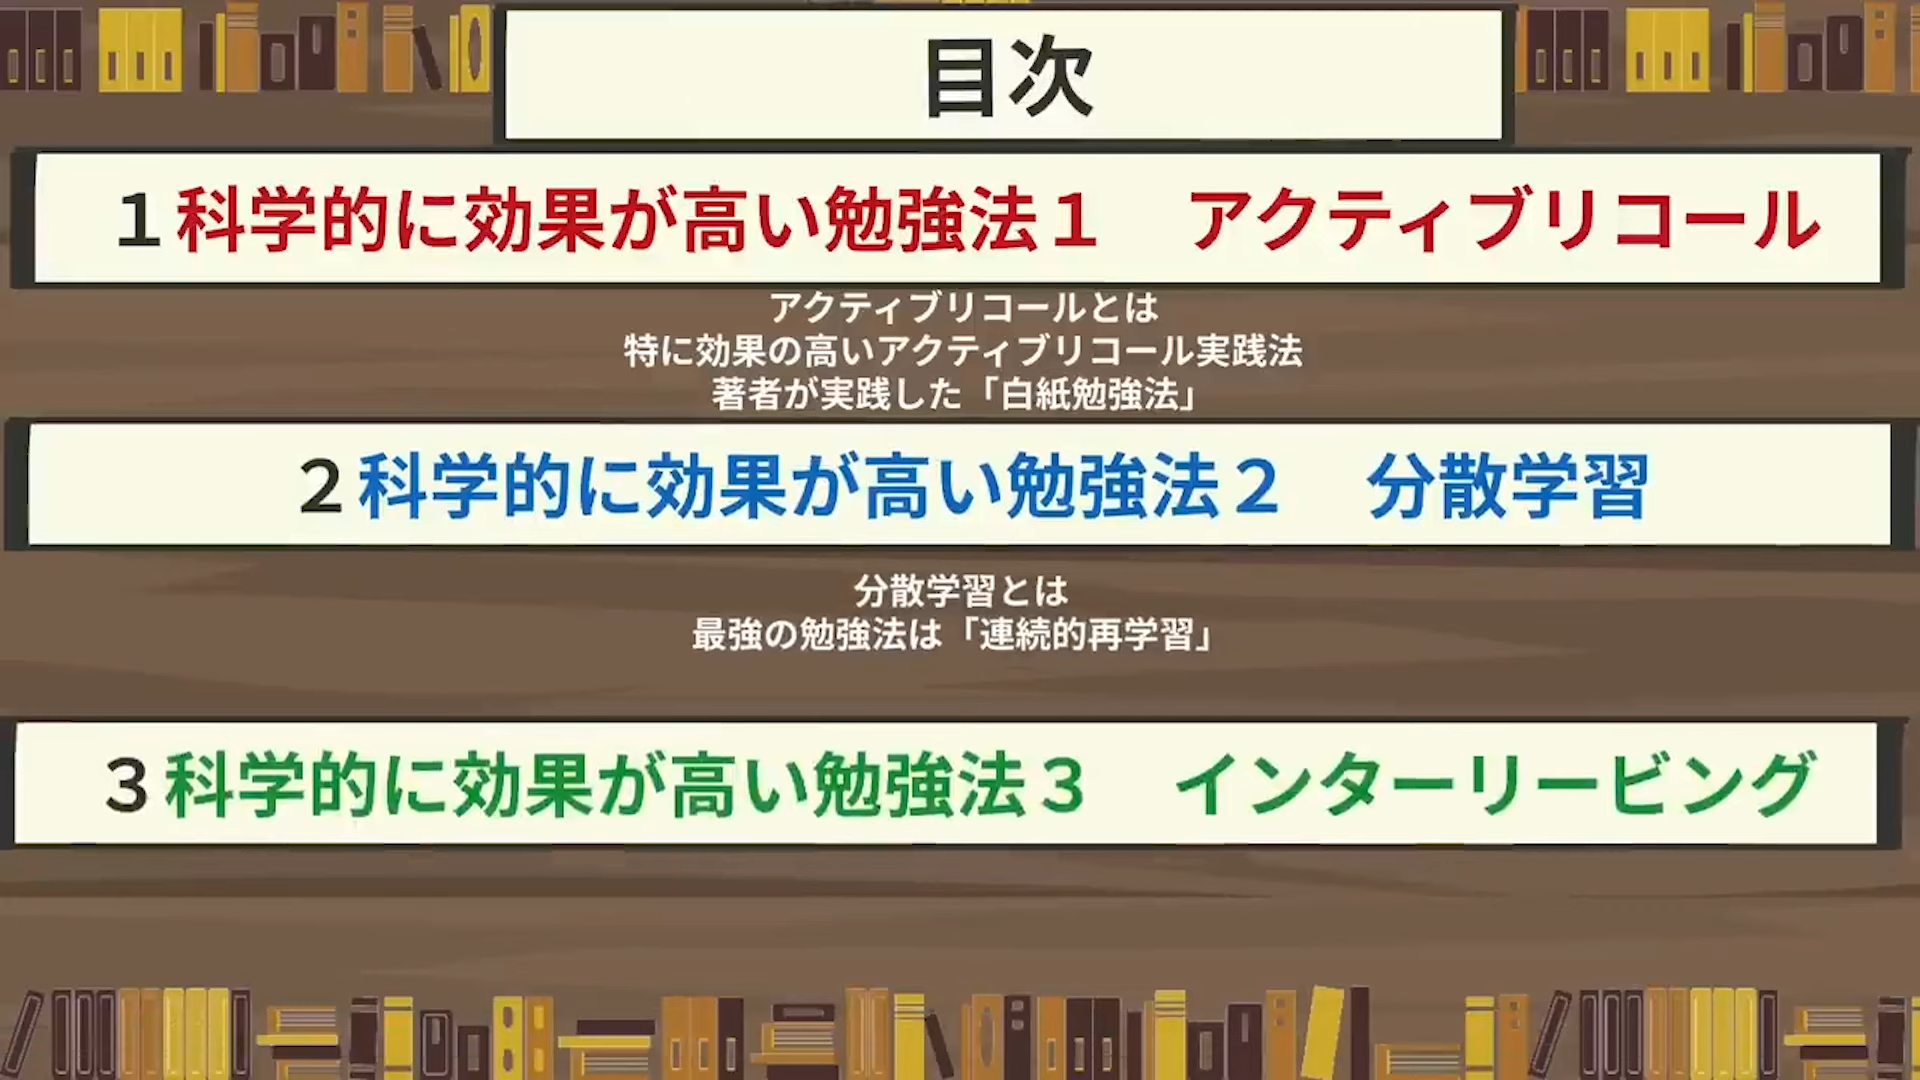 目次
１科学的に効果が高い勉強法１　アクティブリコール
アクティブリコールとは
特に効果の高いアクティブリコール実践法
著者が実践した「白紙勉強法」
２科学的に効果が高い勉強法２　分散学習
分散学習とは
最強の勉強法は「連続的再学習」
３科学的に効果が高い勉強法３　インターリービング